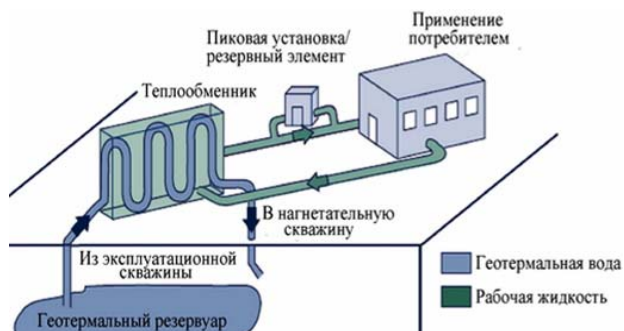 Пиковая установка/
резервный элемент
Применение
потребителем
Теплообменник
В нагнетательную
скважину
Из эксплуатационной
скважины
Геотермальный резервуар
Геотермальная вода
Рабочая жидкость